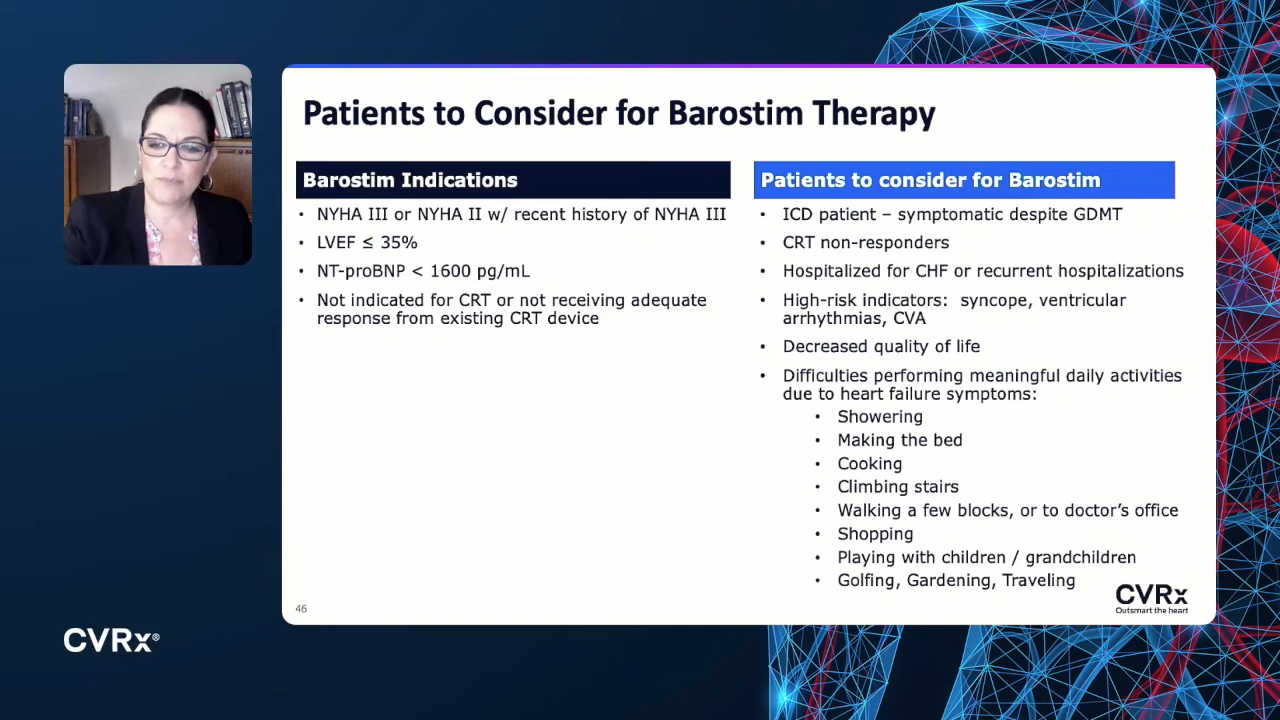 Patients to Consider for Barostim Therapy
Barostim Indications
• NYHA III or NYHA II w/ recent history of NYHA III
• LVEF ≤ 35%
• NT-proBNP < 1600 pg/mL
• Not indicated for CRT or not receiving adequate
response from existing CRT device
Patients to consider for Barostim
• ICD patient – symptomatic despite GDMT
• CRT non-responders
• Hospitalized for CHF or recurrent hospitalizations
• High-risk indicators:  syncope, ventricular
arrhythmias, CVA
• Decreased quality of life
• Difficulties performing meaningful daily activities
due to heart failure symptoms:
• Showering
• Making the bed
• Cooking
• Climbing stairs
• Walking a few blocks, or to doctor’s office
• Shopping
• Playing with children / grandchildren
• Golfing, Gardening, Traveling
46
CVRx
Outsmart the heart
CVRx®